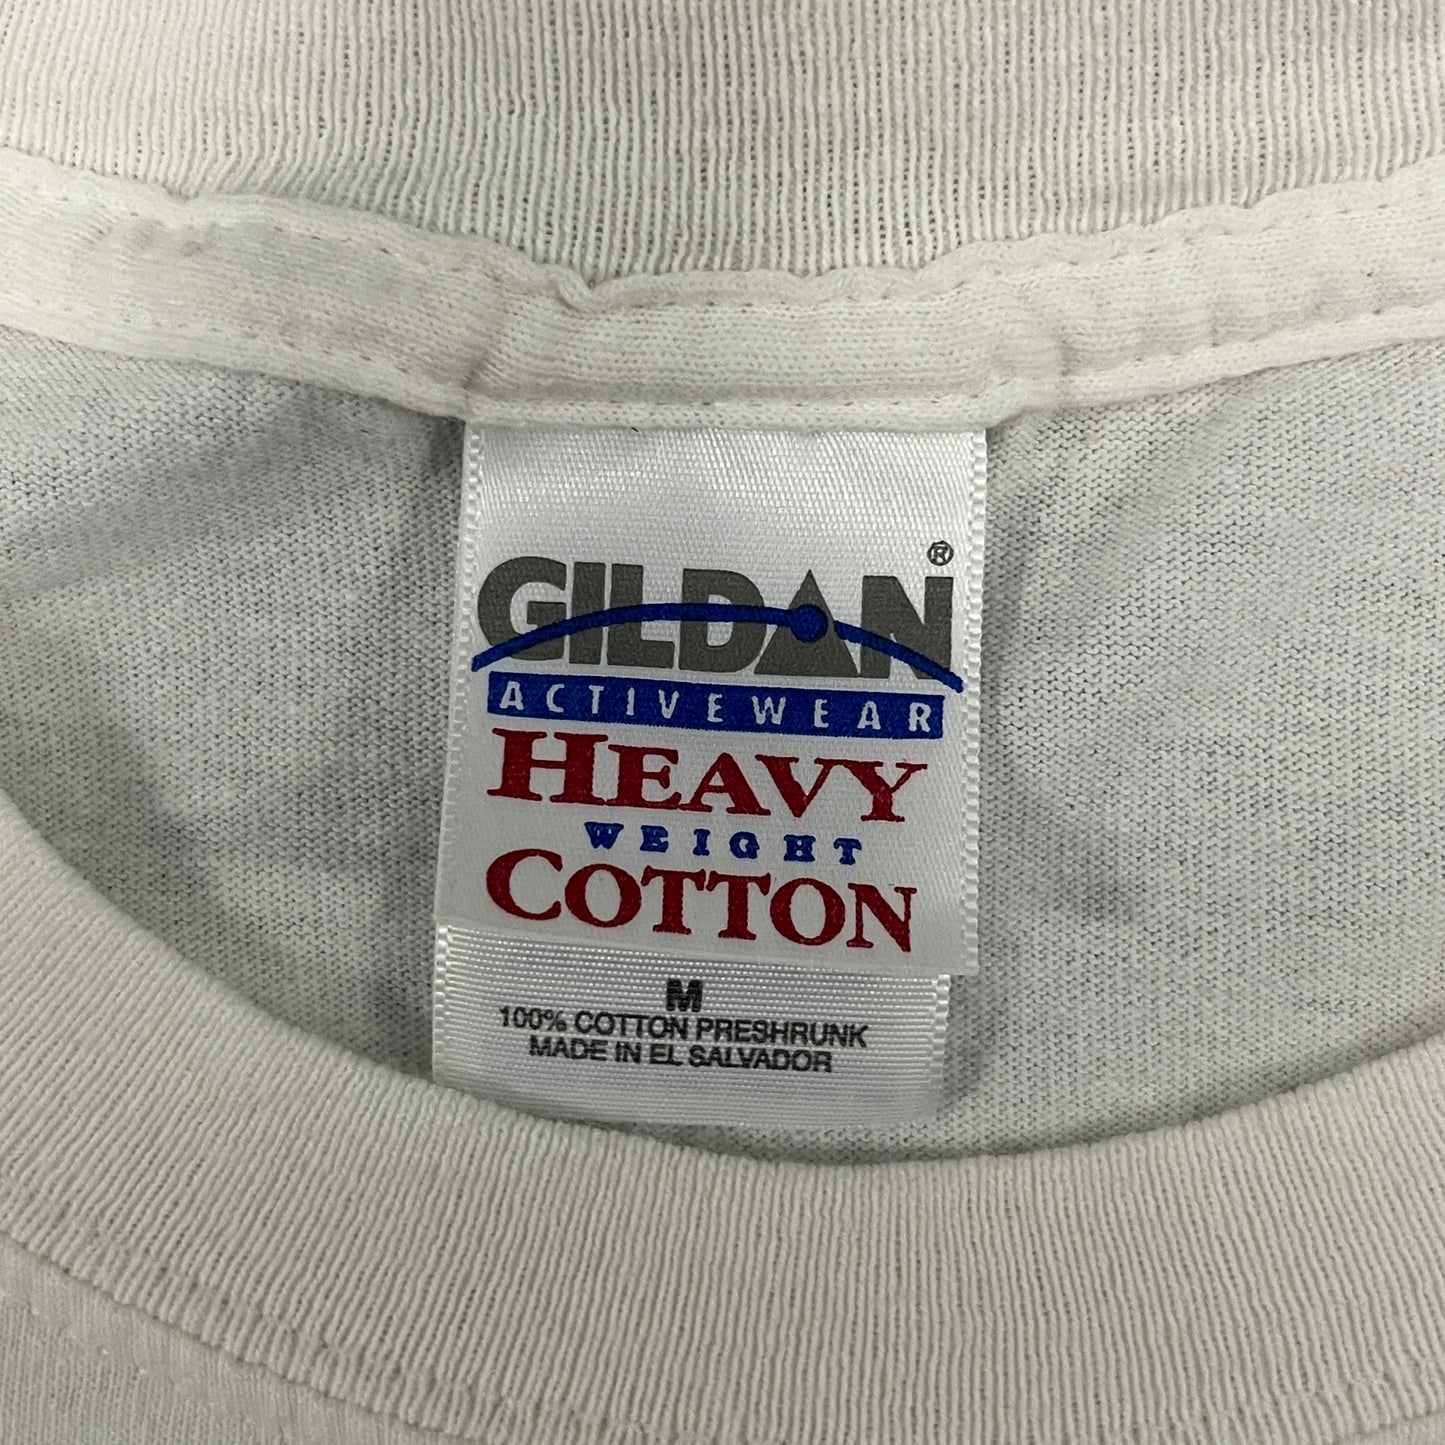 GILDAN®
ACTIVEWEAR
HEAVY
WEIGHT
COTTON
M
100% COTTON PRESHRUNK
MADE IN EL SALVADOR